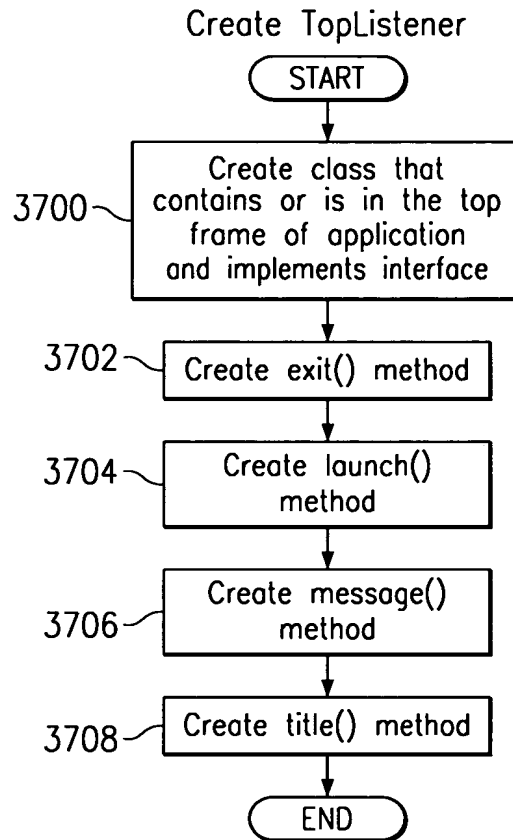 Create TopListener
START
3700
Create class that
contains or is in the top
frame of application
and implements interface
3702
Create exit() method
3704
Create launch()
method
3706
Create message()
method
3708
Create title() method
END